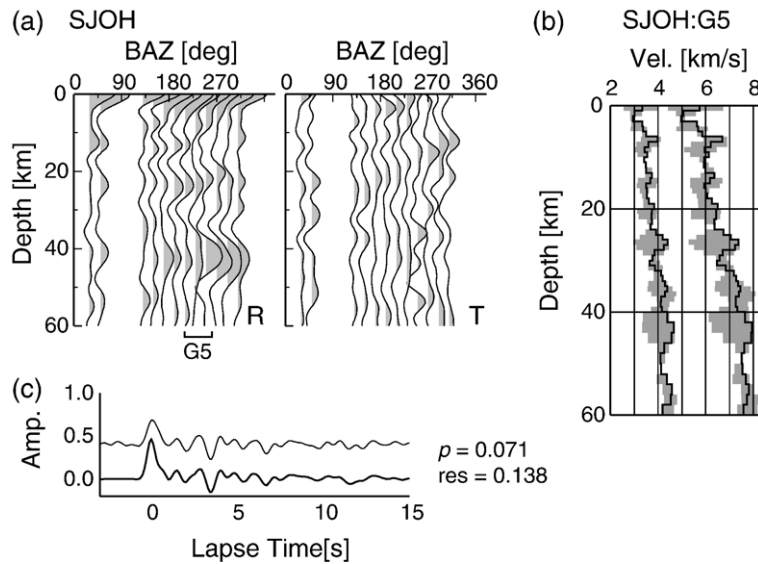 (a) SJOH
BAZ [deg]
0 90 180 270
Depth [km]
0
20
40
60
R
G5
BAZ [deg]
0 90 180 270 360
T
(b) SJOH:G5
Vel. [km/s]
2 4 6 8
Depth [km]
0
20
40
60
(c)
Amp.
1.0
0.5
0.0
0 5 10 15
Lapse Time[s]
p = 0.071
res = 0.138